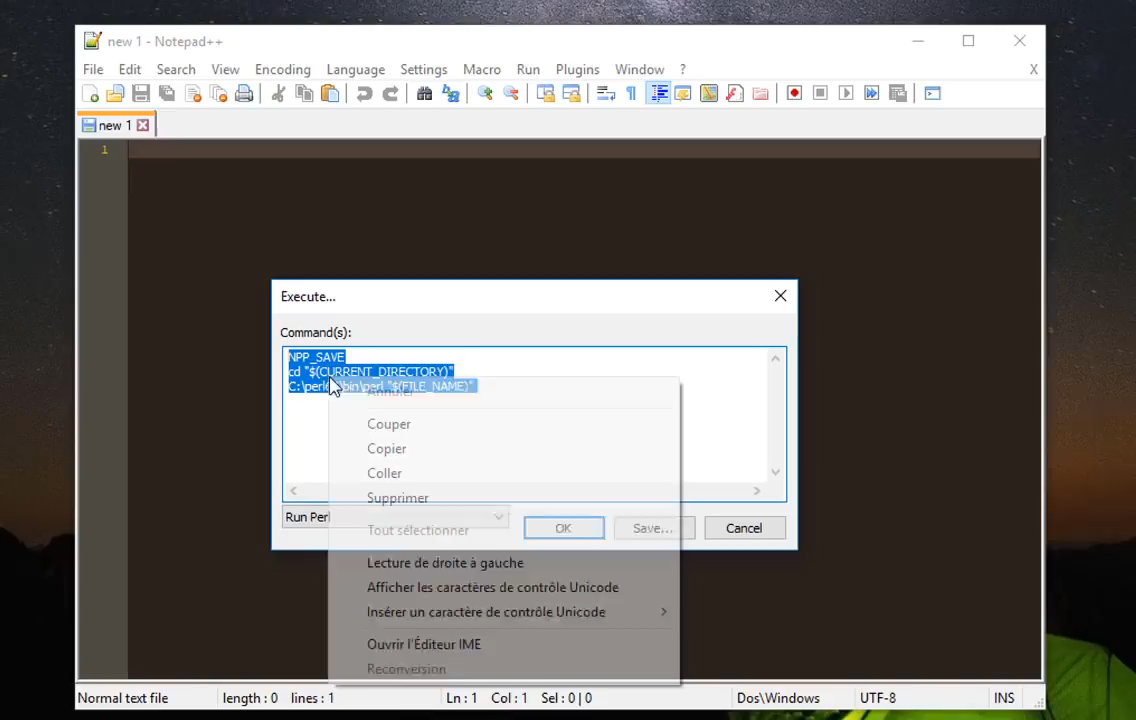 new 1 - Notepad++
File Edit Search View Encoding Language Settings Macro Run Plugins Window ? X
new 1
1
Execute...
Command(s):
NPP_SAVE
cd "$(CURRENT_DIRECTORY)"
bin\perl "$(FILE_NAME)"
Annuler
Couper
Copier
Coller
Supprimer
Tout sélectionner
Run Perl OK Save... Cancel
Lecture de droite à gauche
Afficher les caractères de contrôle Unicode
Insérer un caractère de contrôle Unicode
Ouvrir l'Éditeur IME
Reconversion
Normal text file length : 0 lines : 1 Ln : 1 Col : 1 Sel : 0 | 0 Dos\Windows UTF-8 INS